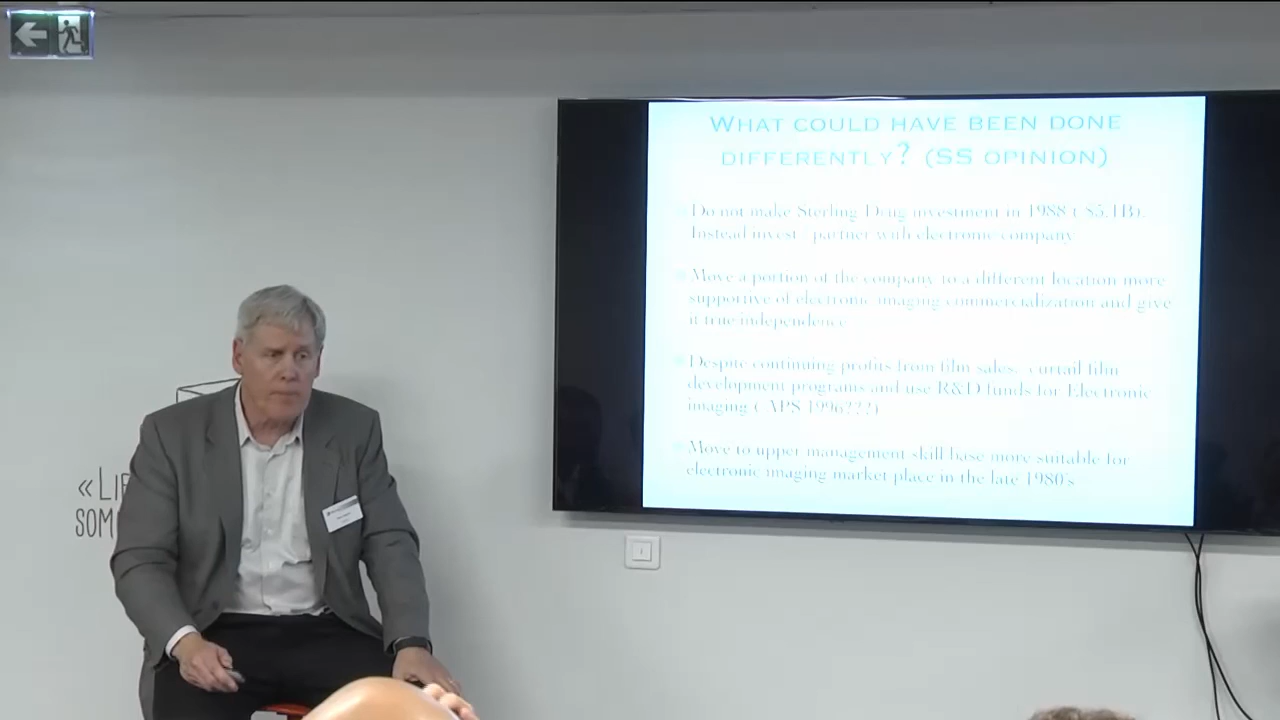 WHAT COULD HAVE BEEN DONE
DIFFERENTLY? (SS OPINION)
Do not make Sterling Drug investment in 1988 ( $5.1B).
Instead invest / partner with electronic company
Move a portion of the company to a different location more
supportive of electronic imaging commercialization and give
it true independence
Despite continuing profits from film sales, curtail film
development programs and use R&D funds for Electronic
imaging ( APS 1996???)
Move to upper management skill base more suitable for
electronic imaging market place in the late 1980's
«LI
SOM